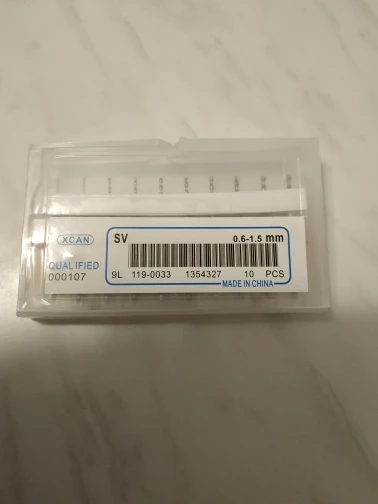 XCAN
SV 0.6-1.5 mm
QUALIFIED
000107
9L 119-0033 1354327 10 PCS
MADE IN CHINA